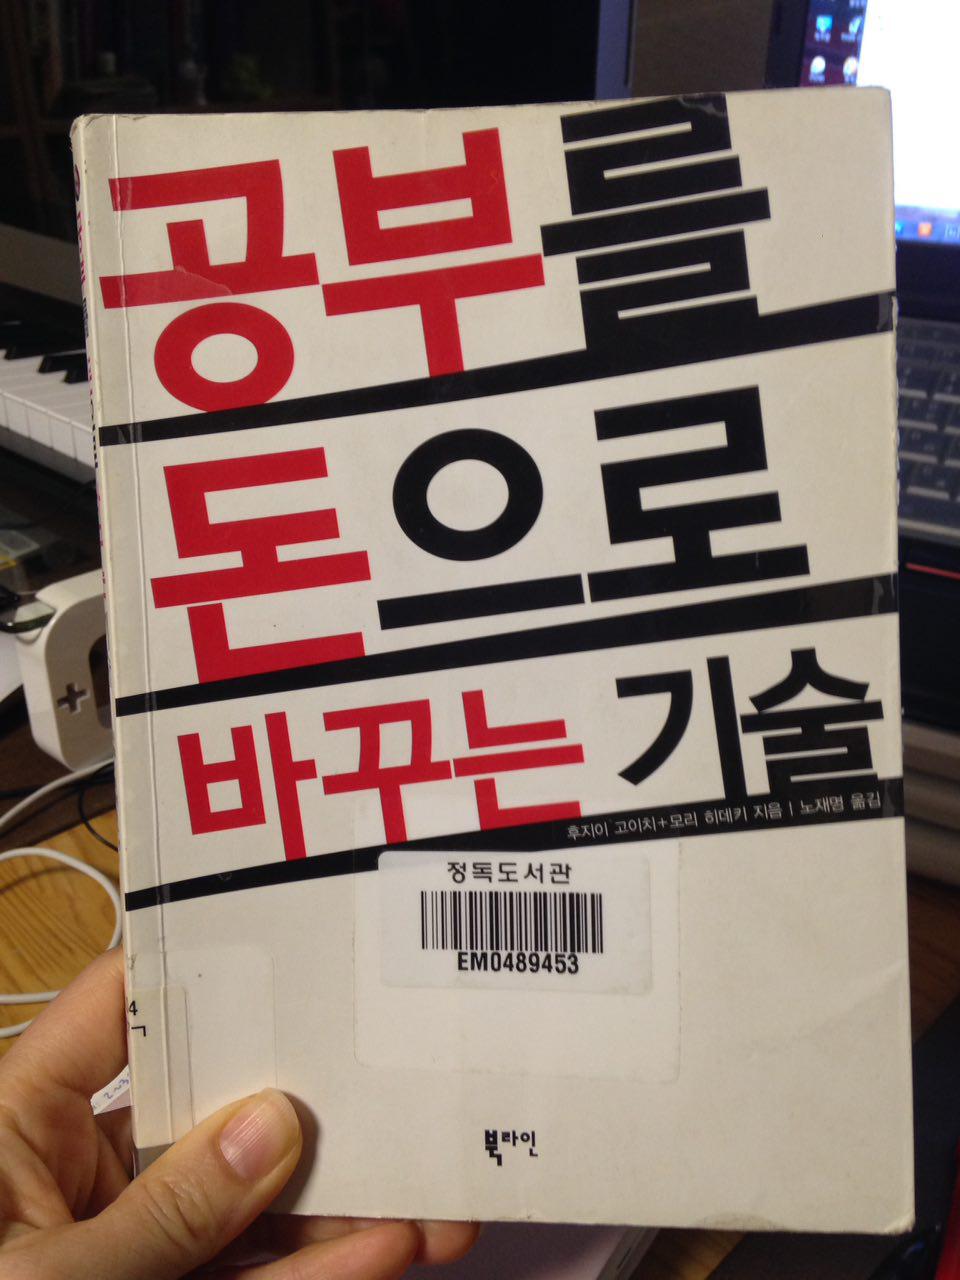 공부를
돈으로
바꾸는 기술
후지이 고이치+모리 히데키 지음 | 노재명 옮김
정독도서관
EM0489453
4
북라인